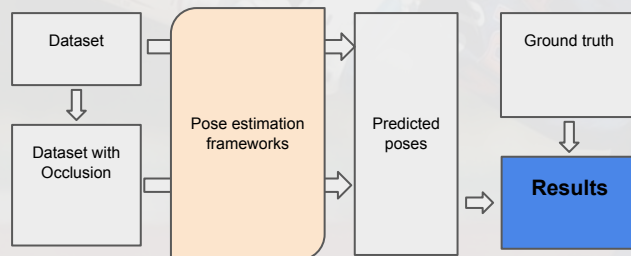 Dataset
Ground truth
Pose estimation
frameworks
Predicted
poses
Dataset with
Occlusion
Results